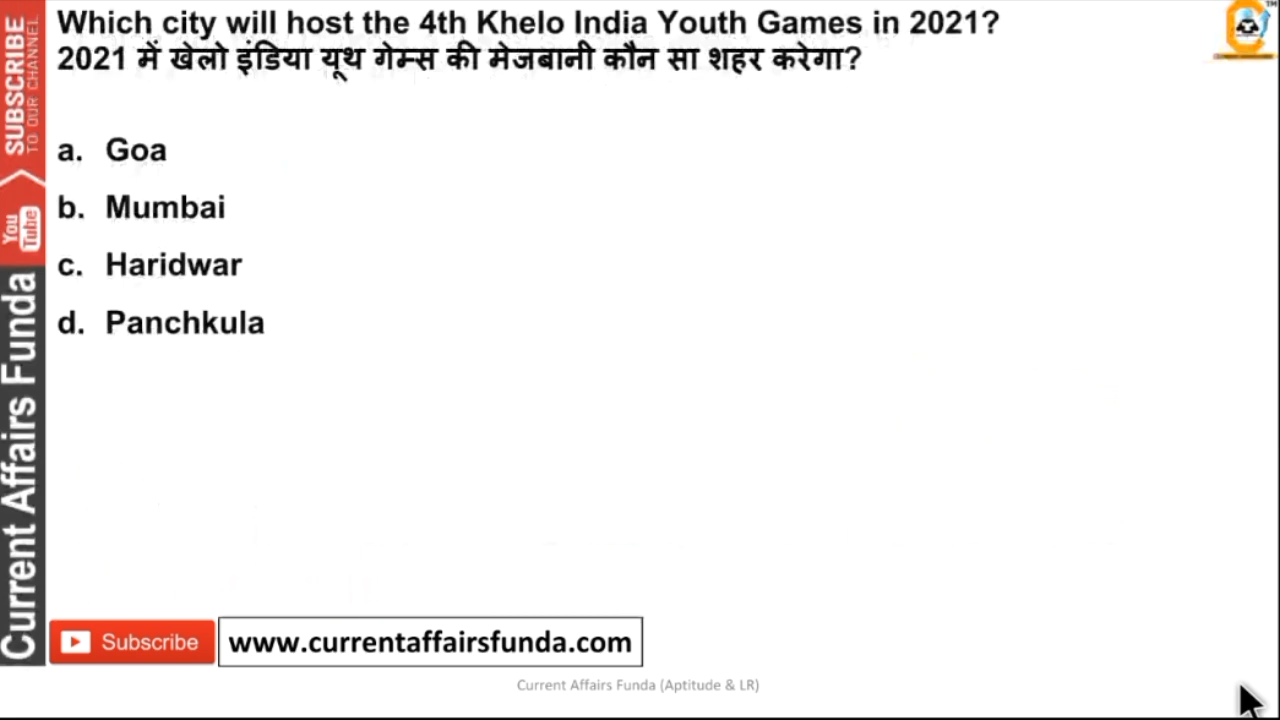 Which city will host the 4th Khelo India Youth Games in 2021?
2021 में खेलो इंडिया यूथ गेम्स की मेजबानी कौन सा शहर करेगा?
a. Goa
b. Mumbai
c. Haridwar
d. Panchkula
SUBSCRIBE
TO OUR CHANNEL
You Tube
Current Affairs Funda
Subscribe
www.currentaffairsfunda.com
Current Affairs Funda (Aptitude & LR)
TM